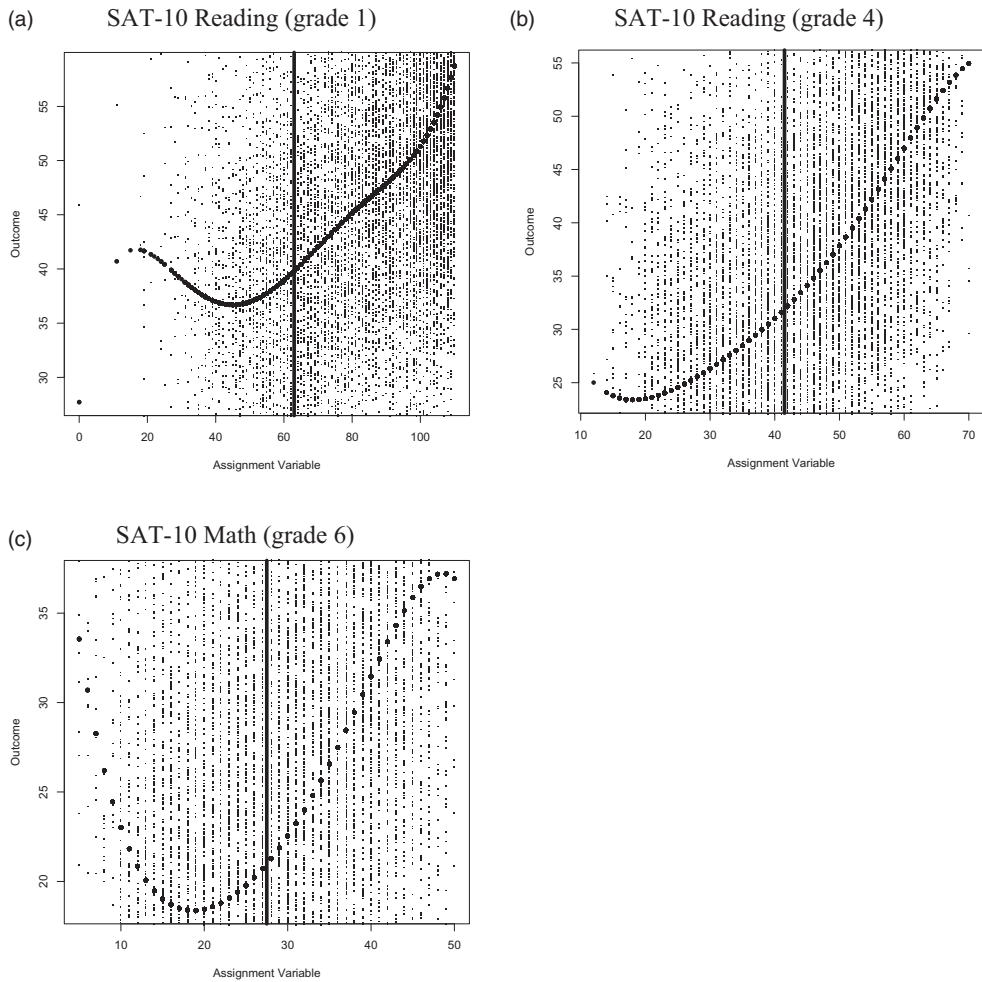 (a) SAT-10 Reading (grade 1)
55
50
45
40
35
30
Outcome
0 20 40 60 80 100
Assignment Variable
(b) SAT-10 Reading (grade 4)
55
50
45
40
35
30
25
Outcome
10 20 30 40 50 60 70
Assignment Variable
(c) SAT-10 Math (grade 6)
35
30
25
20
Outcome
10 20 30 40 50
Assignment Variable